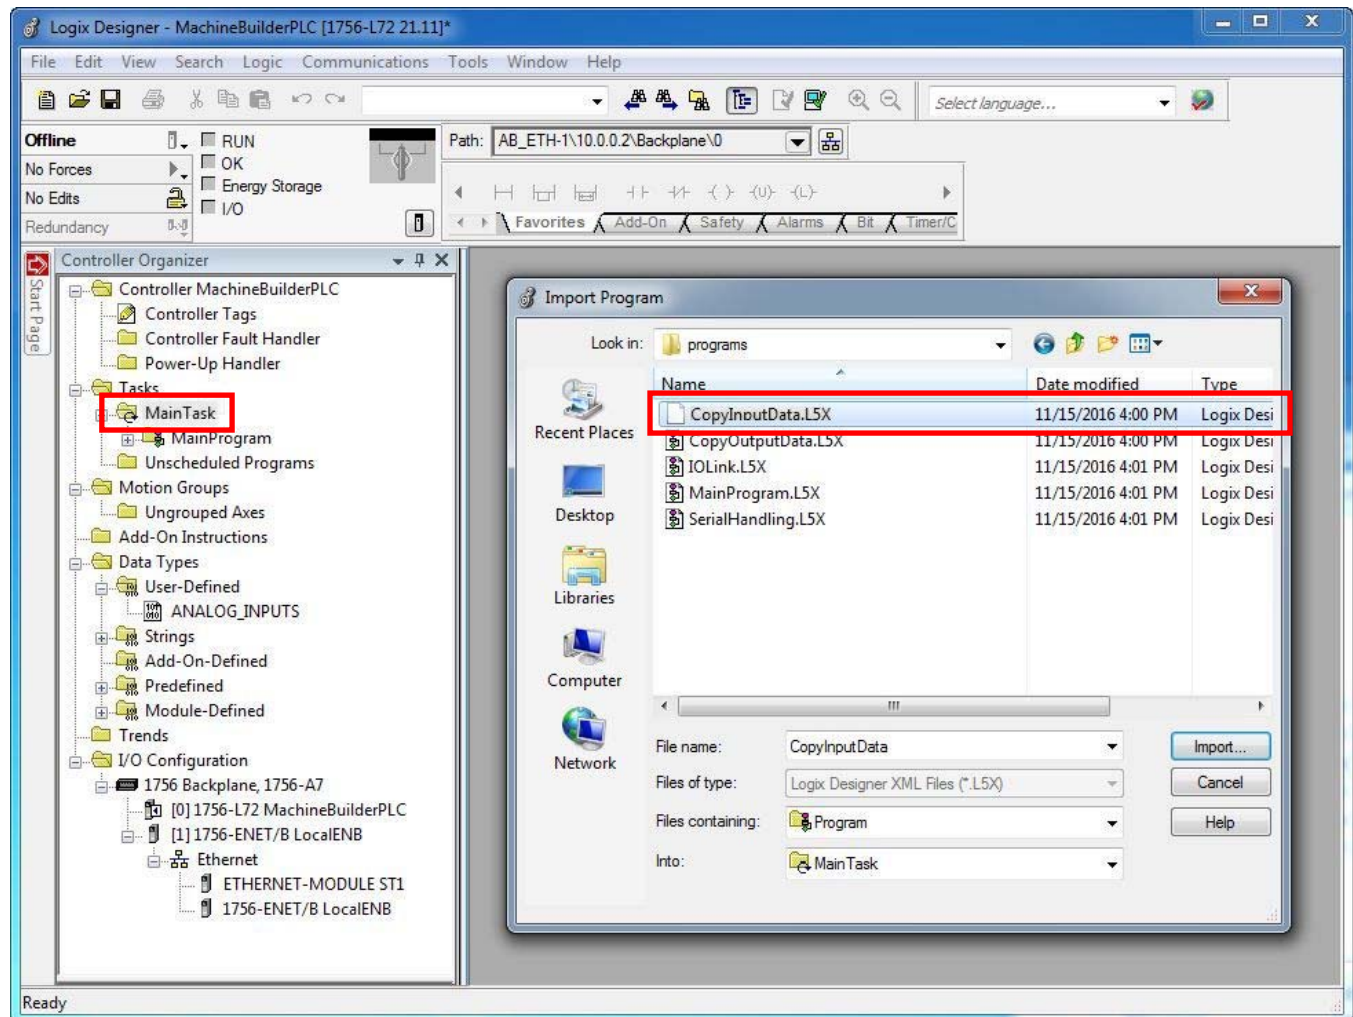 Logix Designer - MachineBuilderPLC [1756-L72 21.11]*
File Edit View Search Logic Communications Tools Window Help
Select language...
Offline
RUN
No Forces
OK
No Edits
Energy Storage
Redundancy
I/O
Path: AB_ETH-1\10.0.0.2\Backplane\0
Favorites Add-On Safety Alarms Bit Timer/C
Start Page
Controller Organizer
Controller MachineBuilderPLC
Controller Tags
Controller Fault Handler
Power-Up Handler
Tasks
MainTask
MainProgram
Unscheduled Programs
Motion Groups
Ungrouped Axes
Add-On Instructions
Data Types
User-Defined
ANALOG_INPUTS
Strings
Add-On-Defined
Predefined
Module-Defined
Trends
I/O Configuration
1756 Backplane, 1756-A7
[0] 1756-L72 MachineBuilderPLC
[1] 1756-ENET/B LocalENB
Ethernet
ETHERNET-MODULE ST1
1756-ENET/B LocalENB
Import Program
Look in: programs
Recent Places
Desktop
Libraries
Computer
Network
Name Date modified Type
CopyInputData.L5X 11/15/2016 4:00 PM Logix Desi
CopyOutputData.L5X 11/15/2016 4:00 PM Logix Desi
IOLink.L5X 11/15/2016 4:01 PM Logix Desi
MainProgram.L5X 11/15/2016 4:01 PM Logix Desi
SerialHandling.L5X 11/15/2016 4:01 PM Logix Desi
File name: CopyInputData Import...
Files of type: Logix Designer XML Files (*.L5X) Cancel
Files containing: Program Help
Into: MainTask
Ready